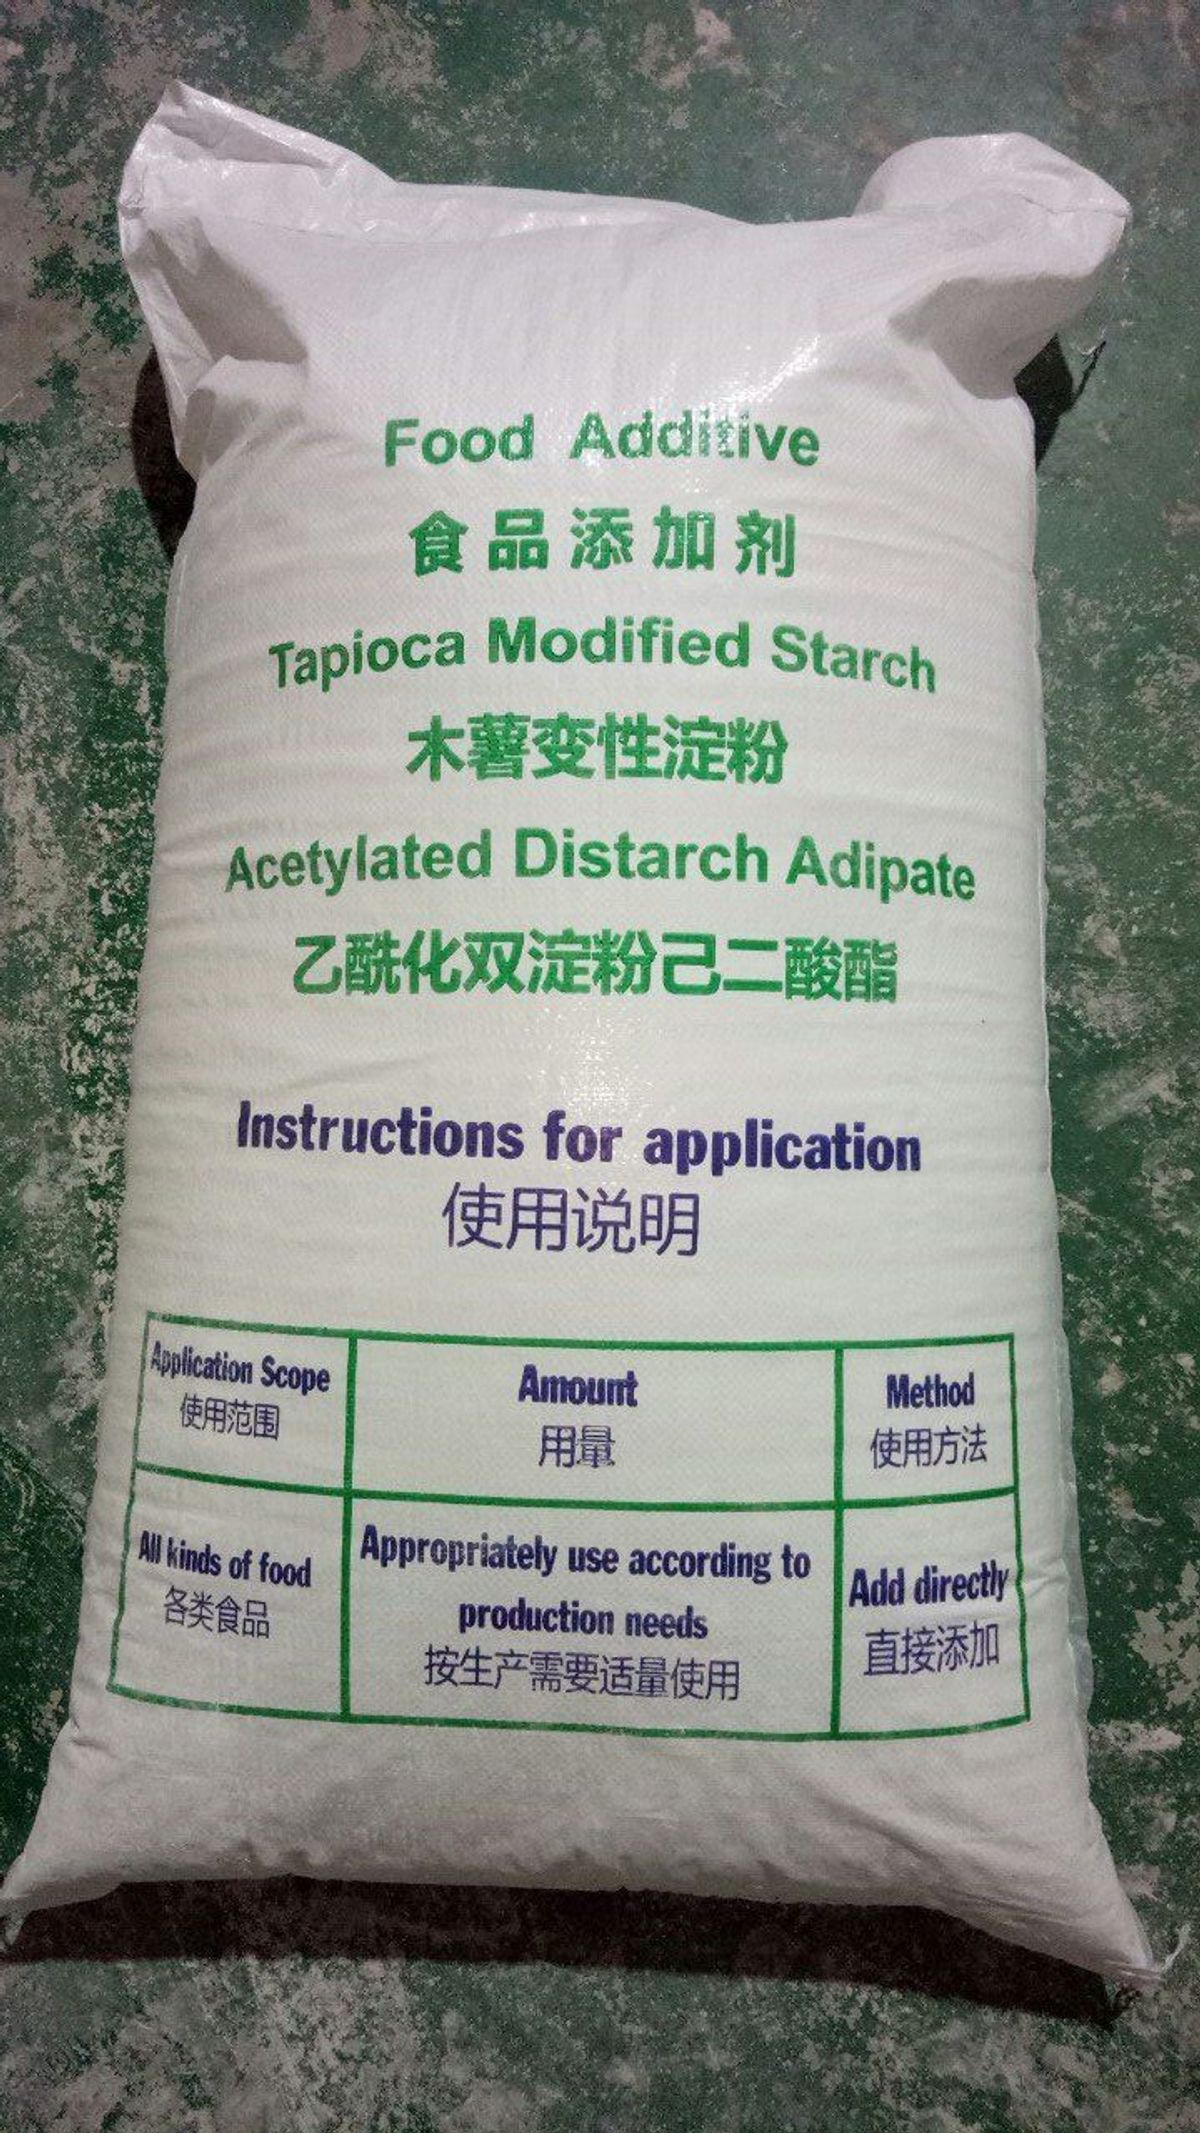 Food Additive
食品添加剂
Tapioca Modified Starch
木薯变性淀粉
Acetylated Distarch Adipate
乙酰化双淀粉己二酸酯
Instructions for application
使用说明
Application Scope
使用范围
Amount
用量
Method
使用方法
All kinds of food
各类食品
Appropriately use according to
production needs
按生产需要适量使用
Add directly
直接添加